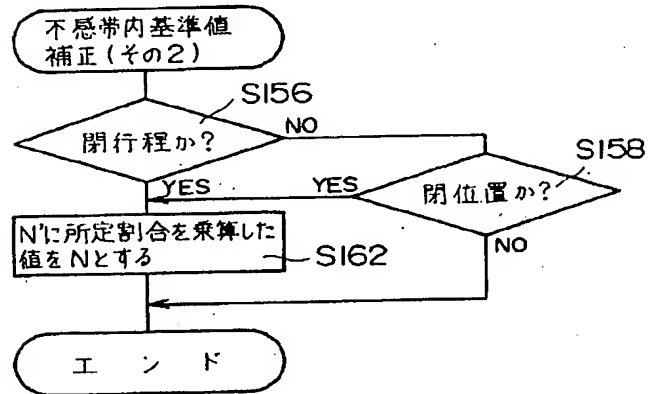 不感帯内基準値
補正(その2)
S156
閉行程か?
NO
S158
YES
YES
閉位置か?
N'に所定割合を乗算した
値をNとする
S162
NO
エンド